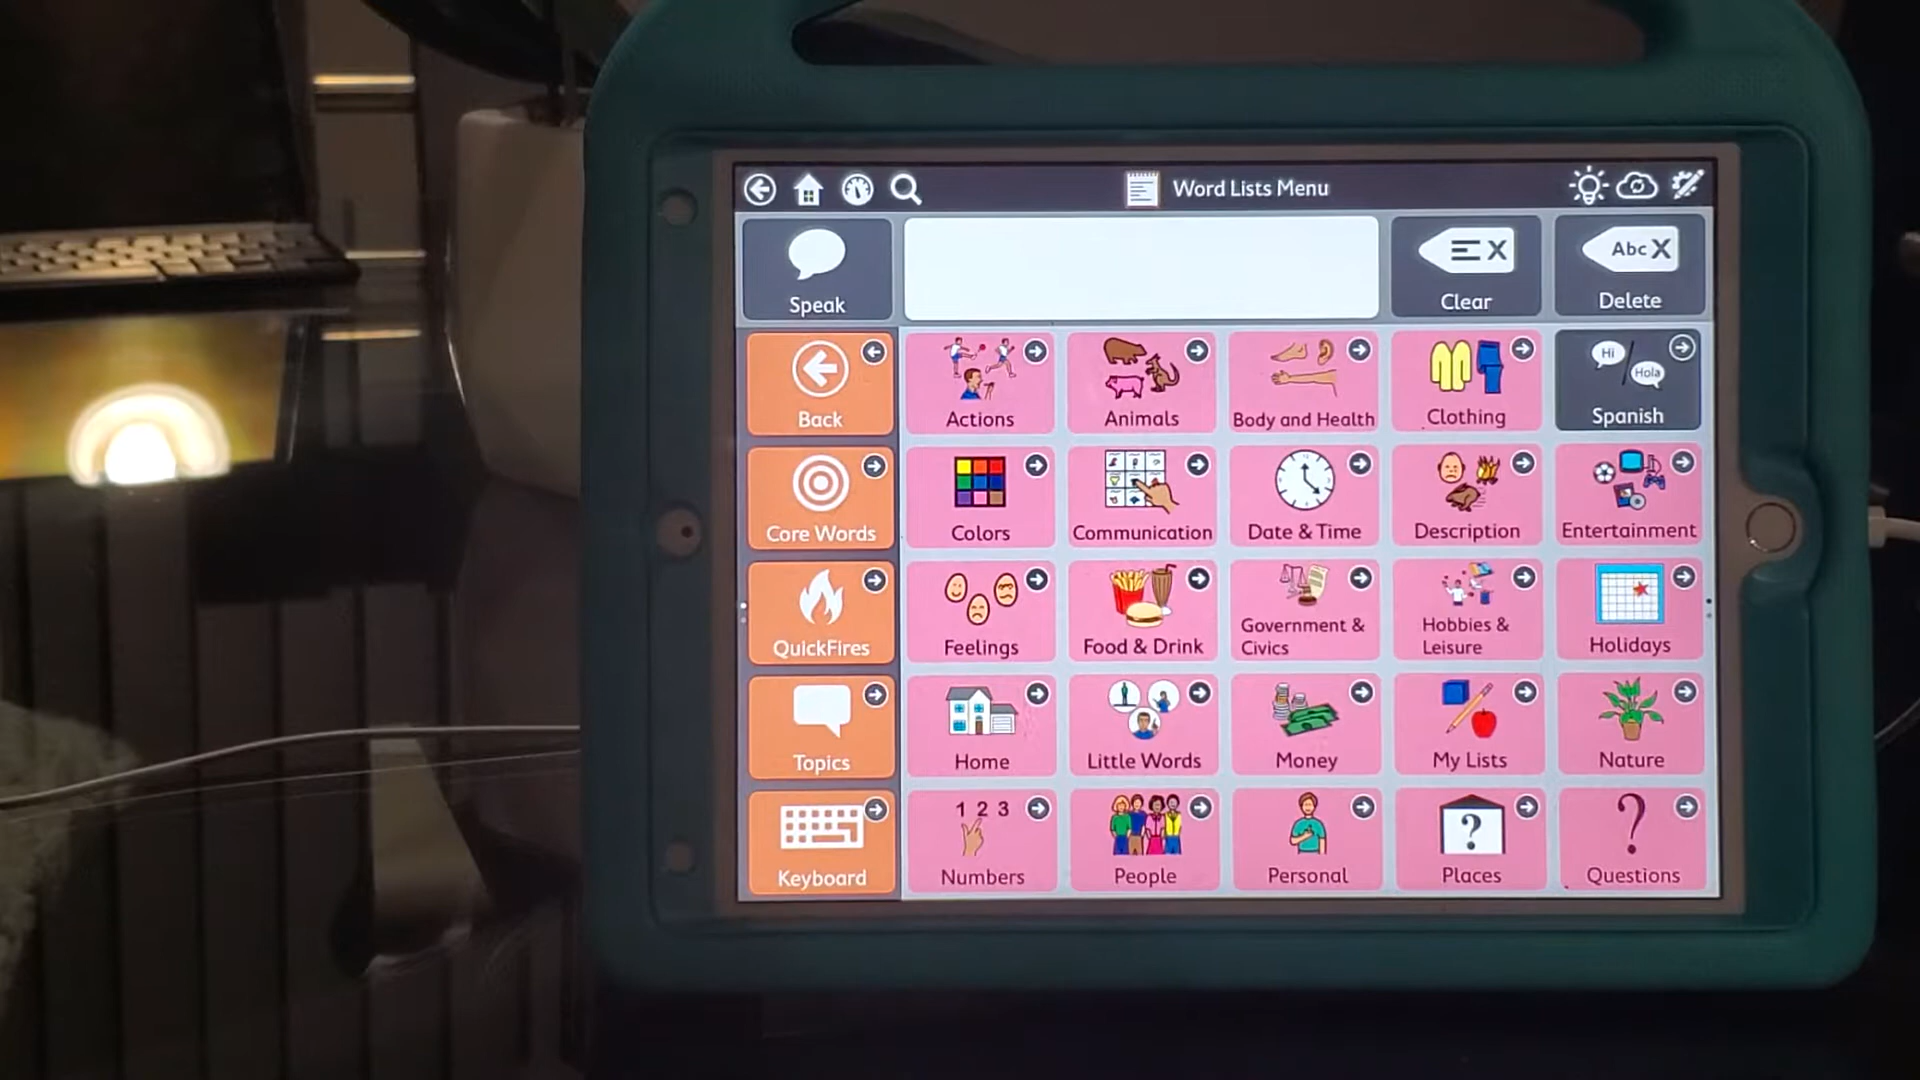 Word Lists Menu
Speak
Clear
Abc X
Delete
Back
Actions
Animals
Body and Health
Clothing
Hi
Hola
Spanish
Core Words
Colors
Communication
Date & Time
Description
Entertainment
QuickFires
Feelings
Food & Drink
Government &
Civics
Hobbies &
Leisure
Holidays
Topics
Home
Little Words
Money
My Lists
Nature
Keyboard
1 2 3
Numbers
People
Personal
?
Places
?
Questions